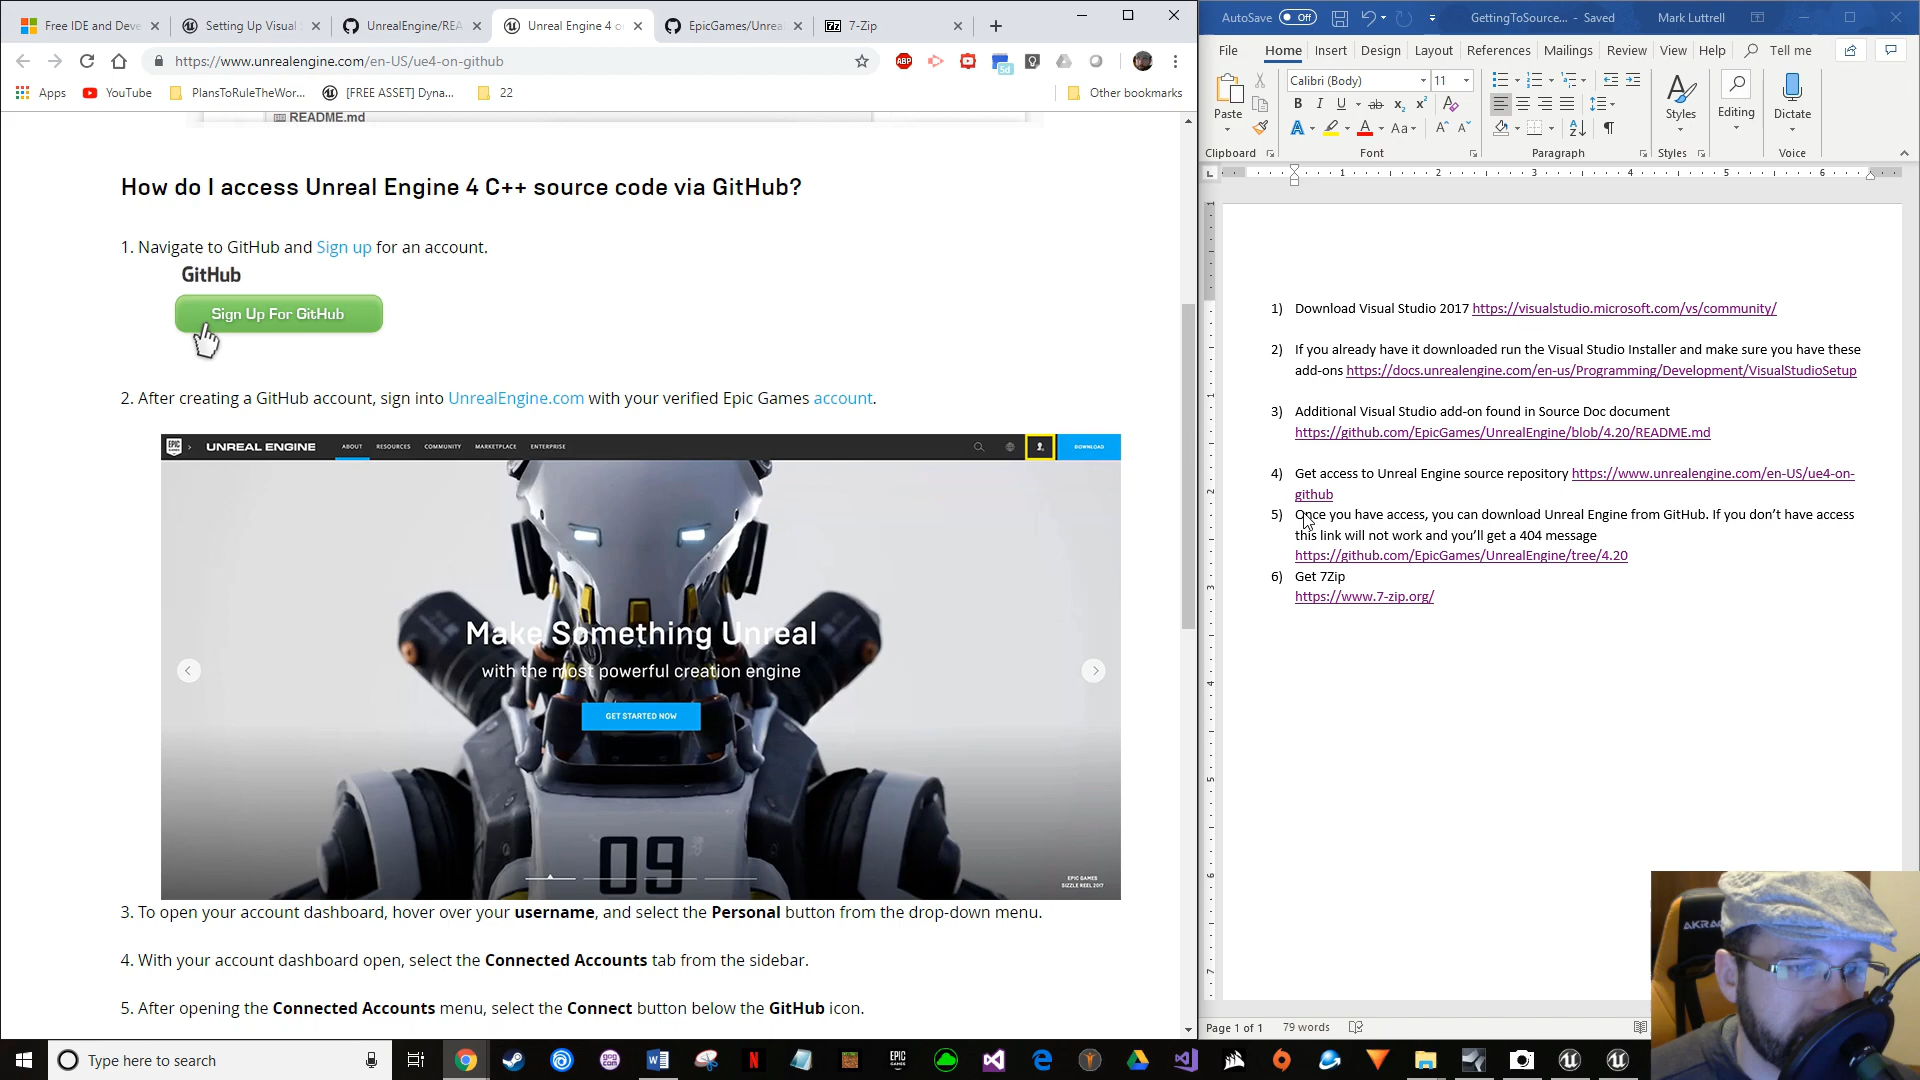 Free IDE and Deve
Setting Up Visual
UnrealEngine/REA
Unreal Engine 4 o
EpicGames/Unrea
7z
7-Zip
https://www.unrealengine.com/en-US/ue4-on-github
ABP
5d
Apps
YouTube
PlansToRuleTheWor...
[FREE ASSET] Dyna...
22
Other bookmarks
README.md
How do I access Unreal Engine 4 C++ source code via GitHub?
1. Navigate to GitHub and Sign up for an account.
GitHub
Sign Up For GitHub
2. After creating a GitHub account, sign into UnrealEngine.com with your verified Epic Games account.
EPIC GAMES
UNREAL ENGINE
ABOUT
RESOURCES
COMMUNITY
MARKETPLACE
ENTERPRISE
DOWNLOAD
Make Something Unreal
with the most powerful creation engine
GET STARTED NOW
09
EPIC GAMES
SIZZLE REEL 2017
3. To open your account dashboard, hover over your username, and select the Personal button from the drop-down menu.
4. With your account dashboard open, select the Connected Accounts tab from the sidebar.
5. After opening the Connected Accounts menu, select the Connect button below the GitHub icon.
AutoSave Off
GettingToSource... - Saved
Mark Luttrell
File
Home
Insert
Design
Layout
References
Mailings
Review
View
Help
Tell me
Calibri (Body)
11
Paste
Styles
Editing
Dictate
Clipboard
Font
Paragraph
Styles
Voice
1) Download Visual Studio 2017 https://visualstudio.microsoft.com/vs/community/
2) If you already have it downloaded run the Visual Studio Installer and make sure you have these
add-ons https://docs.unrealengine.com/en-us/Programming/Development/VisualStudioSetup
3) Additional Visual Studio add-on found in Source Doc document
https://github.com/EpicGames/UnrealEngine/blob/4.20/README.md
4) Get access to Unreal Engine source repository https://www.unrealengine.com/en-US/ue4-on-
github
5) Once you have access, you can download Unreal Engine from GitHub. If you don't have access
this link will not work and you'll get a 404 message
https://github.com/EpicGames/UnrealEngine/tree/4.20
6) Get 7Zip
https://www.7-zip.org/
AKRAC
Page 1 of 1
79 words
Type here to search